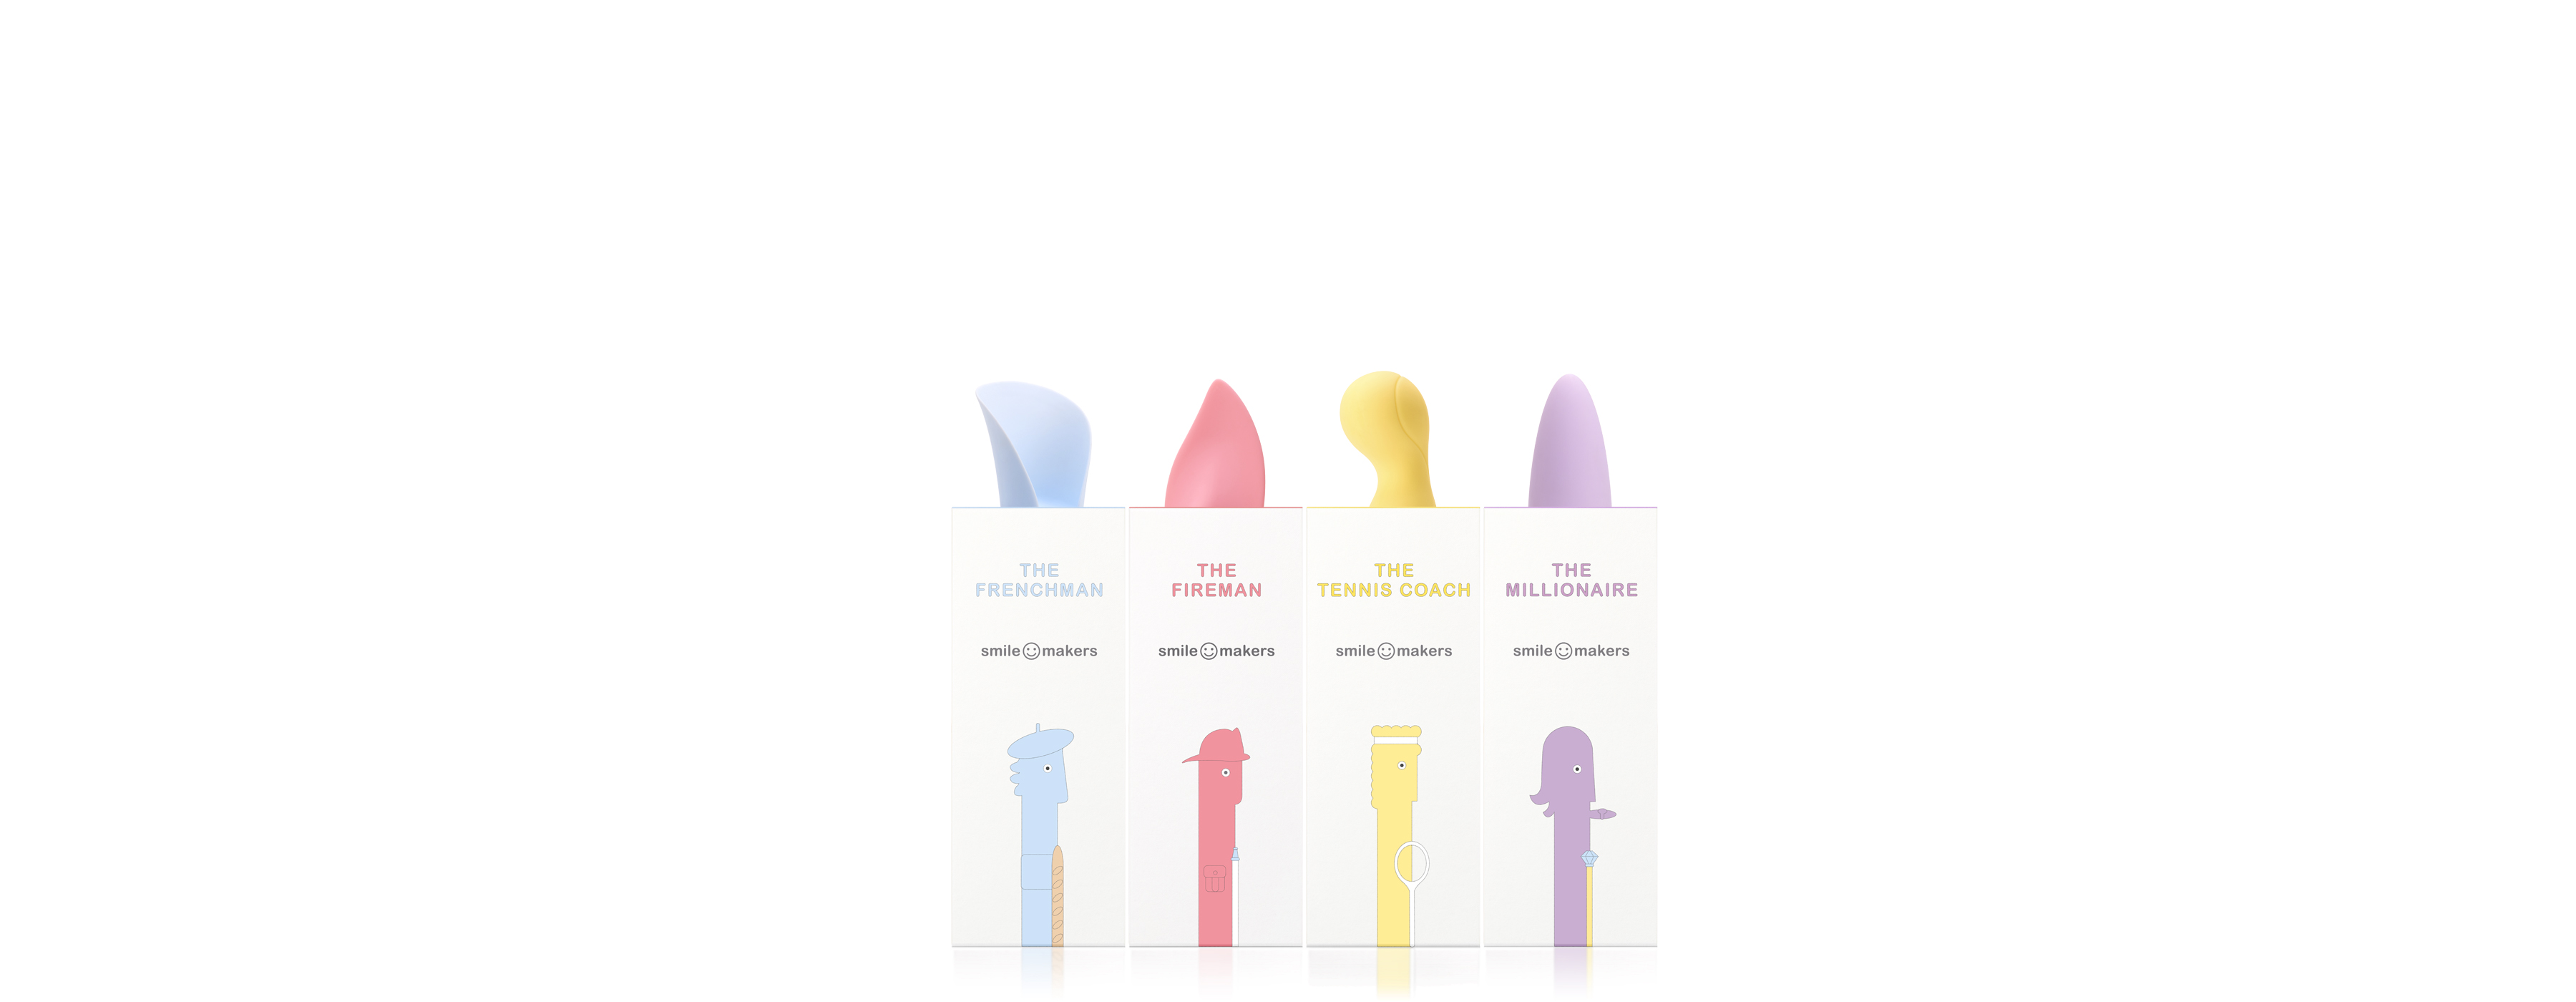 THE
FRENCHMAN
smile makers
THE
FIREMAN
smile makers
THE
TENNIS COACH
smile makers
THE
MILLIONAIRE
smile makers